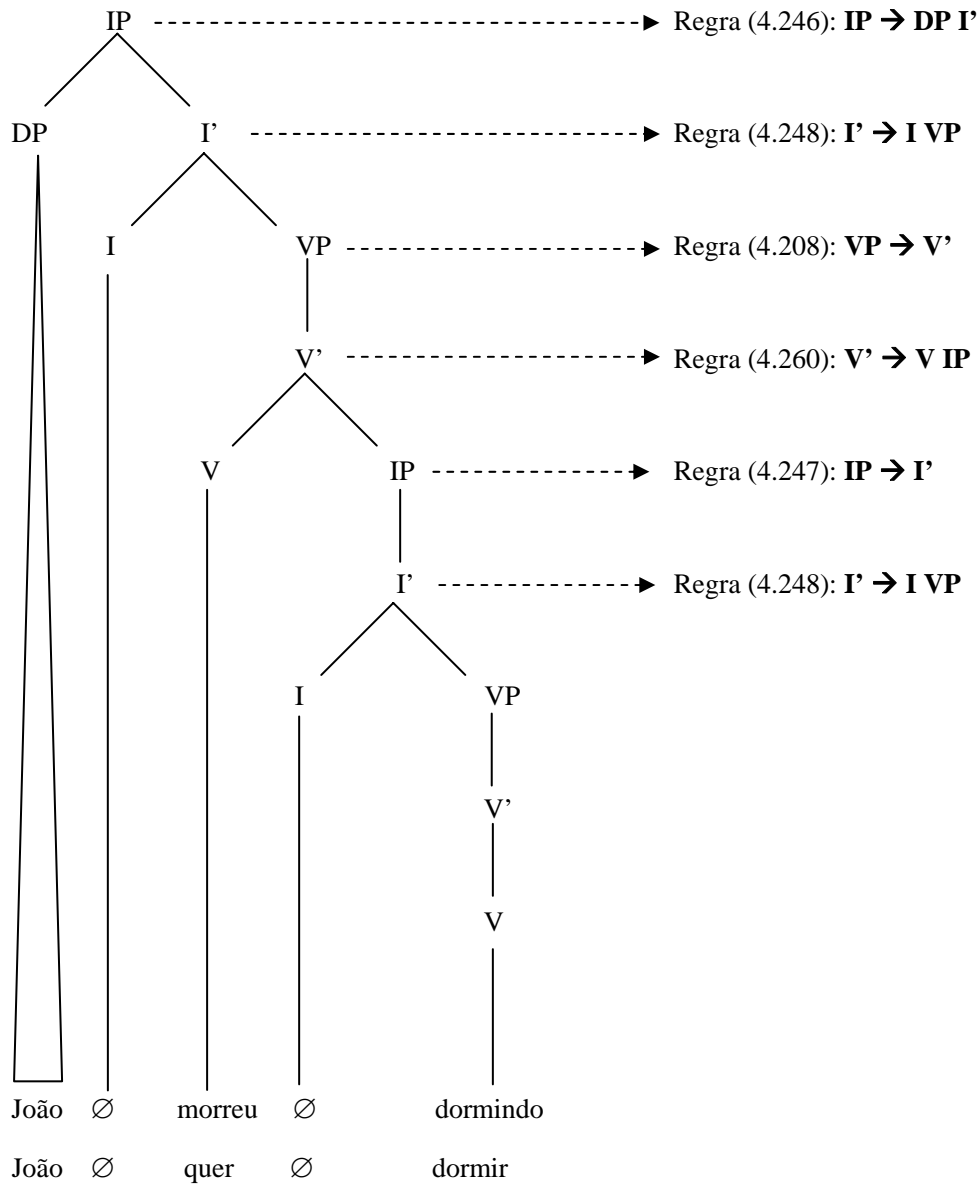 IP Regra (4.246): IP → DP I’
DP I’ Regra (4.248): I’ → I VP
I VP Regra (4.208): VP → V’
V’ Regra (4.260): V’ → V IP
V IP Regra (4.247): IP → I’
I’ Regra (4.248): I’ → I VP
I VP
V’
V
João ∅ morreu ∅ dormindo
João ∅ quer ∅ dormir